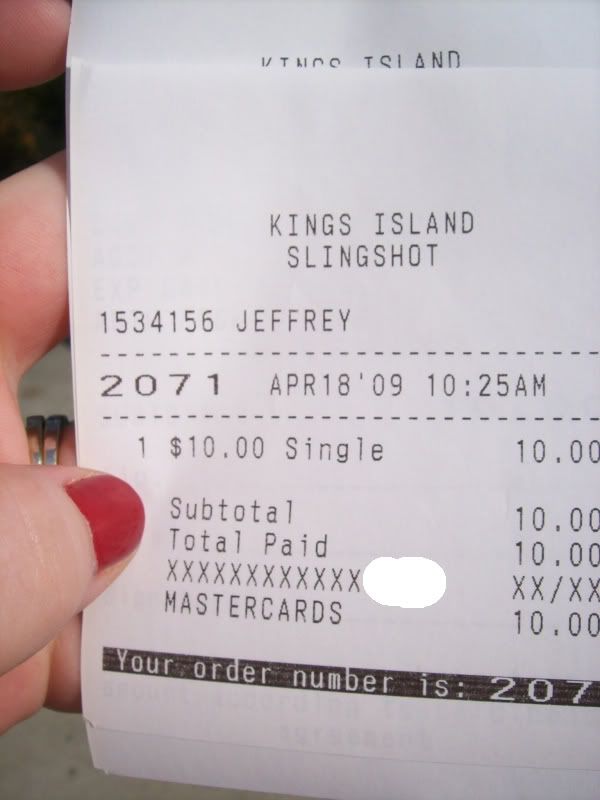 KINGS ISLAND
KINGS ISLAND
SLINGSHOT
1534156 JEFFREY
2071 APR18'09 10:25AM
1 $10.00 Single 10.00
Subtotal 10.00
Total Paid 10.00
XXXXXXXXXXXX XX/XX
MASTERCARDS 10.00
Your order number is: 207